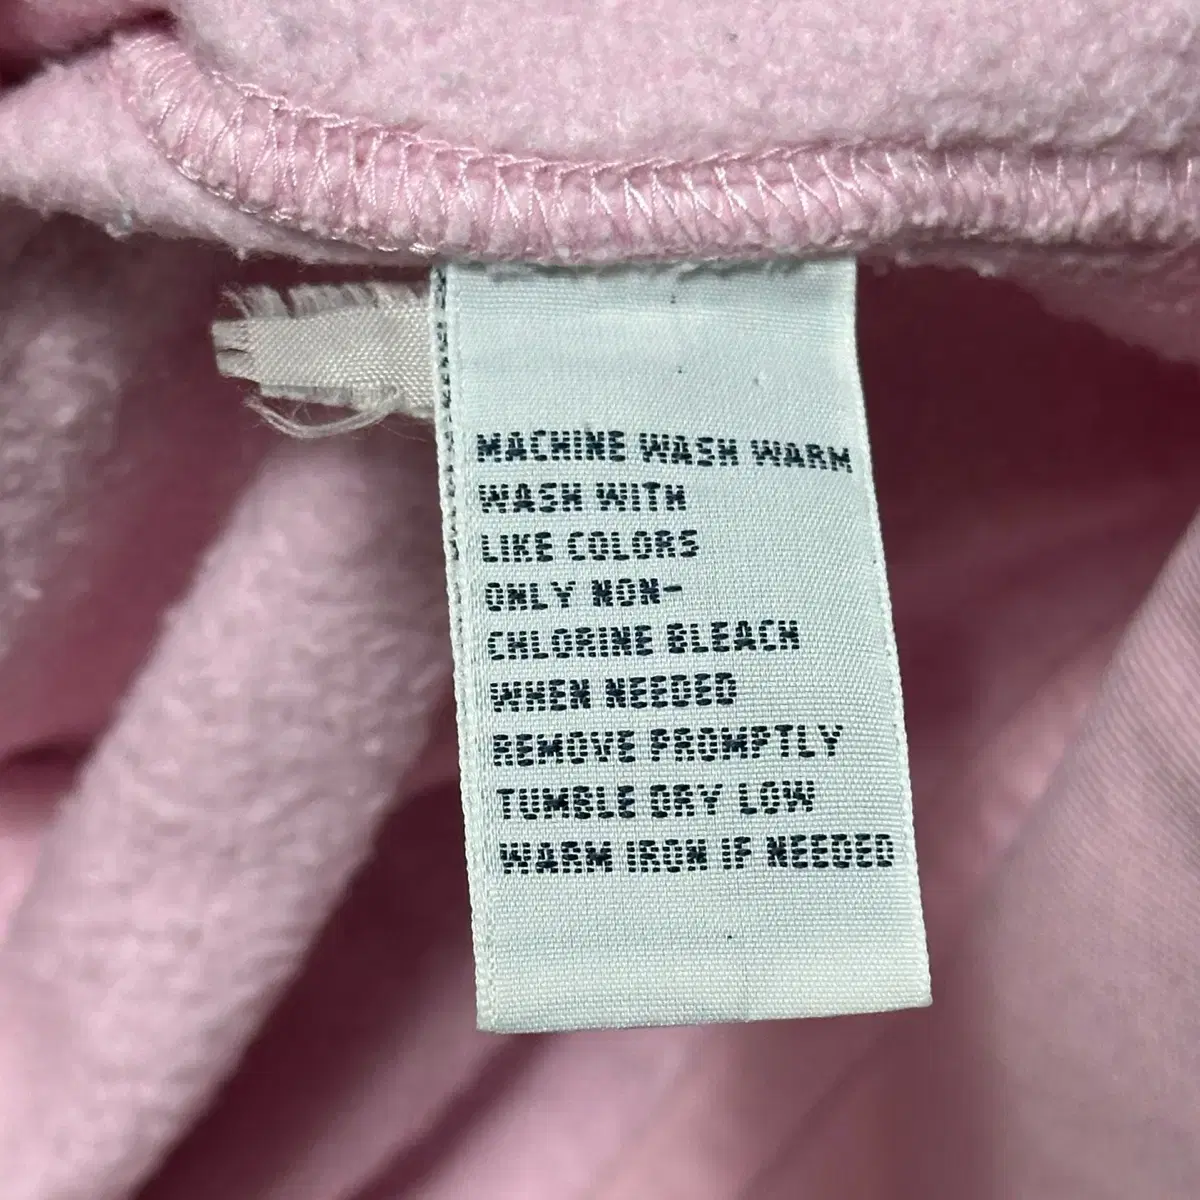 MACHINE WASH WARM
WASH WITH
LIKE COLORS
ONLY NON-
CHLORINE BLEACH
WHEN NEEDED
REMOVE PROMPTLY
TUMBLE DRY LOW
WARM IRON IF NEEDED